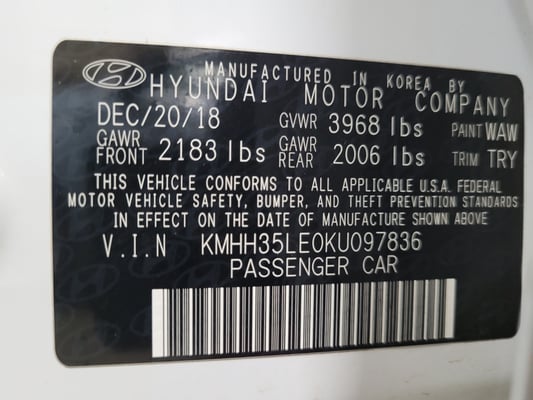 MANUFACTURED IN KOREA BY
HYUNDAI MOTOR COMPANY
DEC/20/18 GVWR 3968 lbs PAINT WAW
GAWR FRONT 2183 lbs GAWR REAR 2006 lbs TRIM TRY
THIS VEHICLE CONFORMS TO ALL APPLICABLE U.S.A. FEDERAL
MOTOR VEHICLE SAFETY, BUMPER, AND THEFT PREVENTION STANDARDS
IN EFFECT ON THE DATE OF MANUFACTURE SHOWN ABOVE
V.I.N KMHH35LE0KU097836
PASSENGER CAR